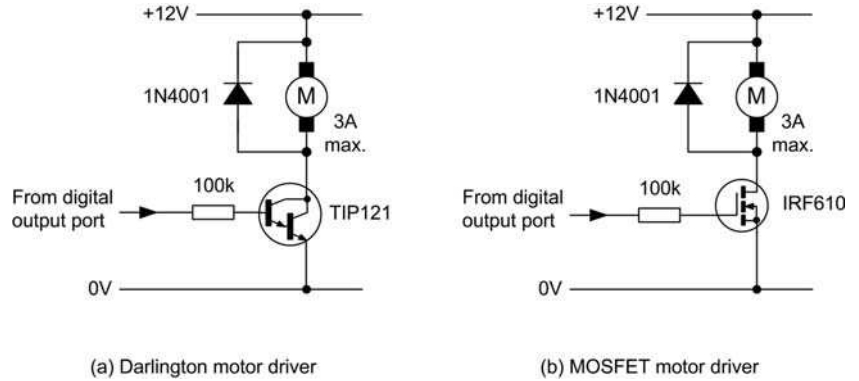 +12V
1N4001
M
3A
max.
From digital
output port
100k
TIP121
0V
(a) Darlington motor driver
+12V
1N4001
M
3A
max.
From digital
output port
100k
IRF610
0V
(b) MOSFET motor driver